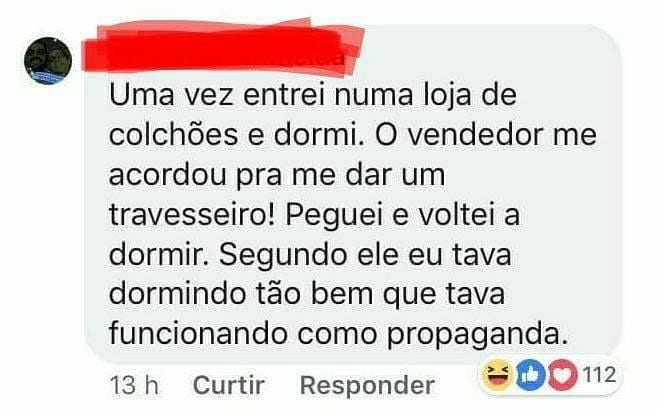 Uma vez entrei numa loja de
colchões e dormi. O vendedor me
acordou pra me dar um
travesseiro! Peguei e voltei a
dormir. Segundo ele eu tava
dormindo tão bem que tava
funcionando como propaganda.
13 h Curtir Responder 112